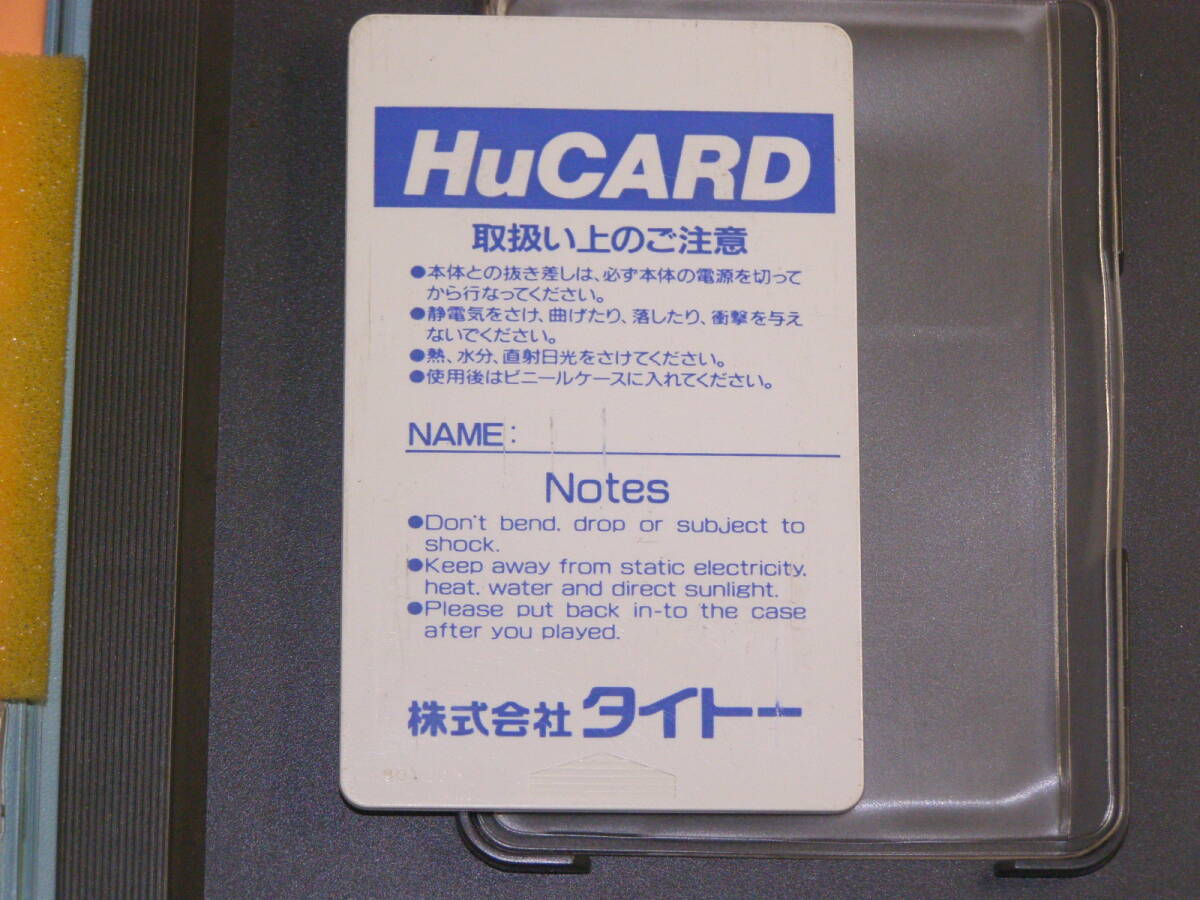 HuCARD
取扱い上のご注意
●本体との抜き差しは、必ず本体の電源を切って
から行なってください。
●静電気をさけ、曲げたり、落したり、衝撃を与え
ないでください。
●熱、水分、直射日光をさけてください。
●使用後はビニールケースに入れてください。
NAME:
Notes
●Don't bend. drop or subject to
shock.
●Keep away from static electricity.
heat. water and direct sunlight.
●Please put back in-to the case
after you played.
株式会社 タイトー